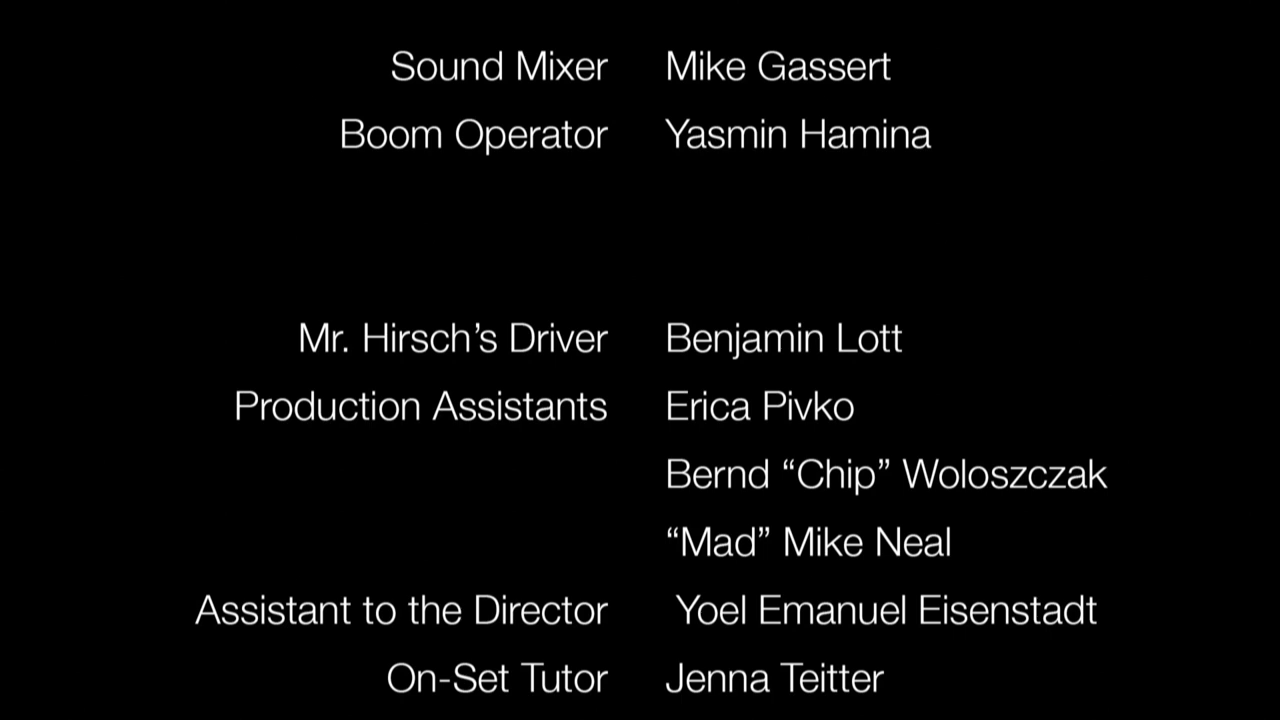 Sound Mixer Mike Gassert
Boom Operator Yasmin Hamina
Mr. Hirsch’s Driver Benjamin Lott
Production Assistants Erica Pivko
Bernd “Chip” Woloszczak
“Mad” Mike Neal
Assistant to the Director Yoel Emanuel Eisenstadt
On-Set Tutor Jenna Teitter